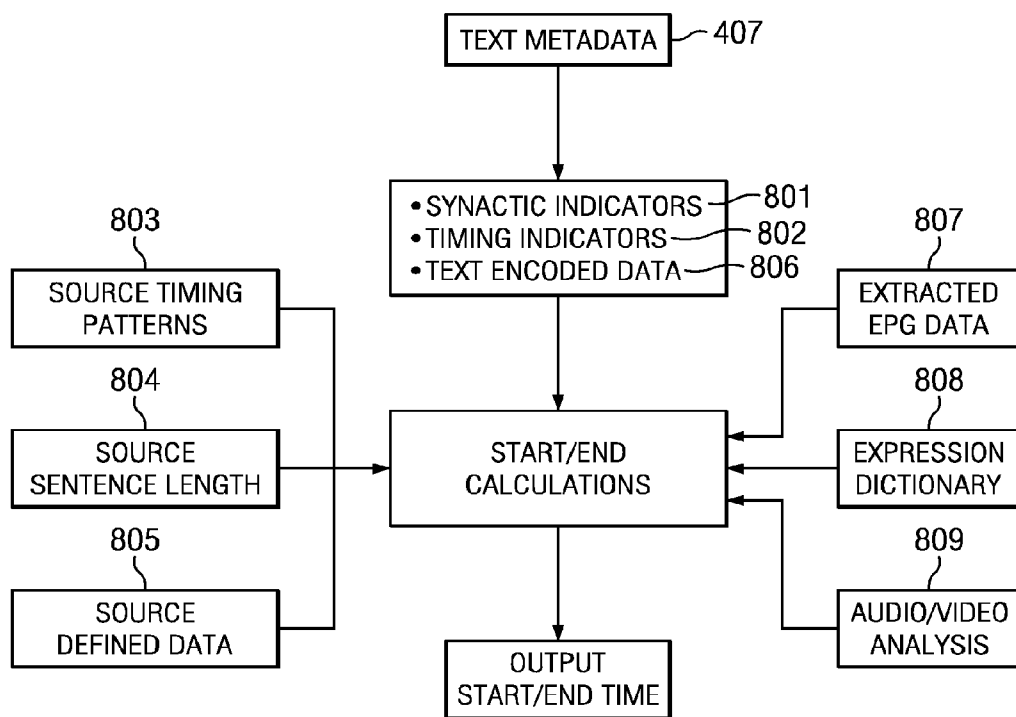 TEXT METADATA 407
• SYNACTIC INDICATORS 801
• TIMING INDICATORS 802
• TEXT ENCODED DATA 806
803
SOURCE TIMING
PATTERNS
804
SOURCE
SENTENCE LENGTH
805
SOURCE
DEFINED DATA
START/END
CALCULATIONS
807
EXTRACTED
EPG DATA
808
EXPRESSION
DICTIONARY
809
AUDIO/VIDEO
ANALYSIS
OUTPUT
START/END TIME